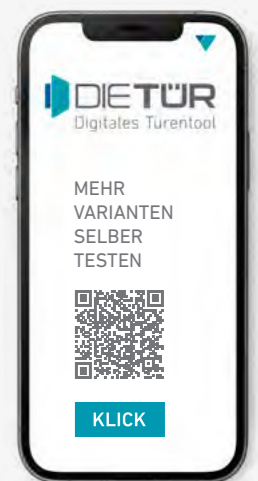 DIETÜR
Digitales Türentool
MEHR
VARIANTEN
SELBER
TESTEN
KLICK